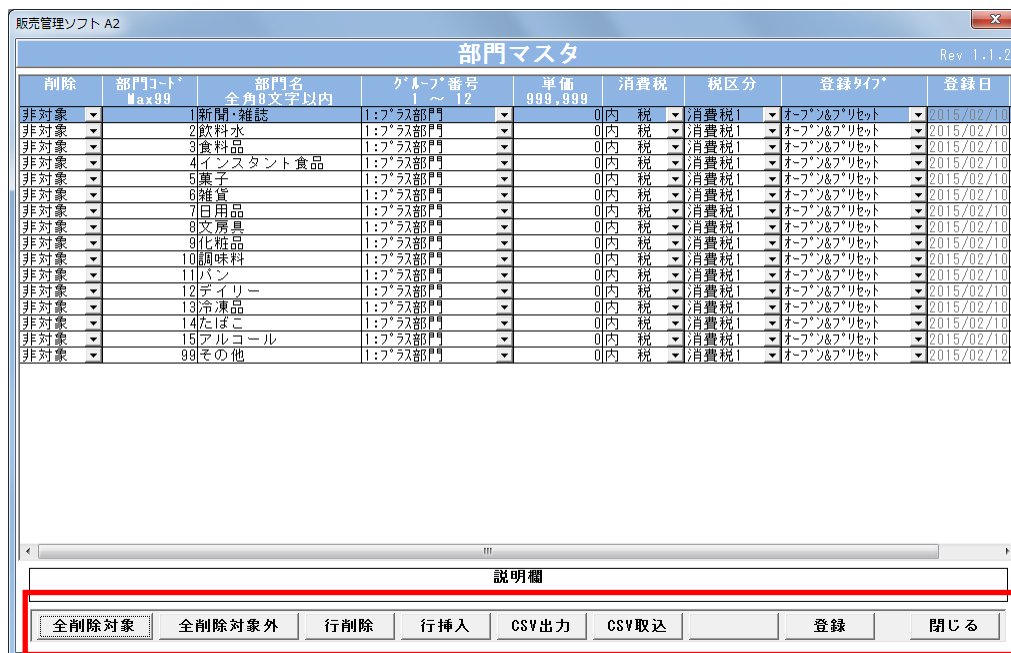 販売管理ソフト A2
部門マスタ Rev 1.1.2
削除 部門ｺｰﾄﾞ 部門名 ｸﾞﾙｰﾌﾟ番号 単価 消費税 税区分 登録ﾀｲﾌﾟ 登録日
Max99 全角8文字以内 1 ～ 12 999,999
非対象 1 新聞・雑誌 1:ﾌﾟﾗｽ部門 0 内 税 消費税1 ｵｰﾌﾟﾝ&ﾌﾟﾘｾｯﾄ 2015/02/10
非対象 2 飲料水 1:ﾌﾟﾗｽ部門 0 内 税 消費税1 ｵｰﾌﾟﾝ&ﾌﾟﾘｾｯﾄ 2015/02/10
非対象 3 食料品 1:ﾌﾟﾗｽ部門 0 内 税 消費税1 ｵｰﾌﾟﾝ&ﾌﾟﾘｾｯﾄ 2015/02/10
非対象 4 インスタント食品 1:ﾌﾟﾗｽ部門 0 内 税 消費税1 ｵｰﾌﾟﾝ&ﾌﾟﾘｾｯﾄ 2015/02/10
非対象 5 菓子 1:ﾌﾟﾗｽ部門 0 内 税 消費税1 ｵｰﾌﾟﾝ&ﾌﾟﾘｾｯﾄ 2015/02/10
非対象 6 雑貨 1:ﾌﾟﾗｽ部門 0 内 税 消費税1 ｵｰﾌﾟﾝ&ﾌﾟﾘｾｯﾄ 2015/02/10
非対象 7 日用品 1:ﾌﾟﾗｽ部門 0 内 税 消費税1 ｵｰﾌﾟﾝ&ﾌﾟﾘｾｯﾄ 2015/02/10
非対象 8 文房具 1:ﾌﾟﾗｽ部門 0 内 税 消費税1 ｵｰﾌﾟﾝ&ﾌﾟﾘｾｯﾄ 2015/02/10
非対象 9 化粧品 1:ﾌﾟﾗｽ部門 0 内 税 消費税1 ｵｰﾌﾟﾝ&ﾌﾟﾘｾｯﾄ 2015/02/10
非対象 10 調味料 1:ﾌﾟﾗｽ部門 0 内 税 消費税1 ｵｰﾌﾟﾝ&ﾌﾟﾘｾｯﾄ 2015/02/10
非対象 11 パン 1:ﾌﾟﾗｽ部門 0 内 税 消費税1 ｵｰﾌﾟﾝ&ﾌﾟﾘｾｯﾄ 2015/02/10
非対象 12 デイリー 1:ﾌﾟﾗｽ部門 0 内 税 消費税1 ｵｰﾌﾟﾝ&ﾌﾟﾘｾｯﾄ 2015/02/10
非対象 13 冷凍品 1:ﾌﾟﾗｽ部門 0 内 税 消費税1 ｵｰﾌﾟﾝ&ﾌﾟﾘｾｯﾄ 2015/02/10
非対象 14 たばこ 1:ﾌﾟﾗｽ部門 0 内 税 消費税1 ｵｰﾌﾟﾝ&ﾌﾟﾘｾｯﾄ 2015/02/10
非対象 15 アルコール 1:ﾌﾟﾗｽ部門 0 内 税 消費税1 ｵｰﾌﾟﾝ&ﾌﾟﾘｾｯﾄ 2015/02/10
非対象 99 その他 1:ﾌﾟﾗｽ部門 0 内 税 消費税1 ｵｰﾌﾟﾝ&ﾌﾟﾘｾｯﾄ 2015/02/12
説明欄
全削除対象 全削除対象外 行削除 行挿入 CSV出力 CSV取込 登録 閉じる